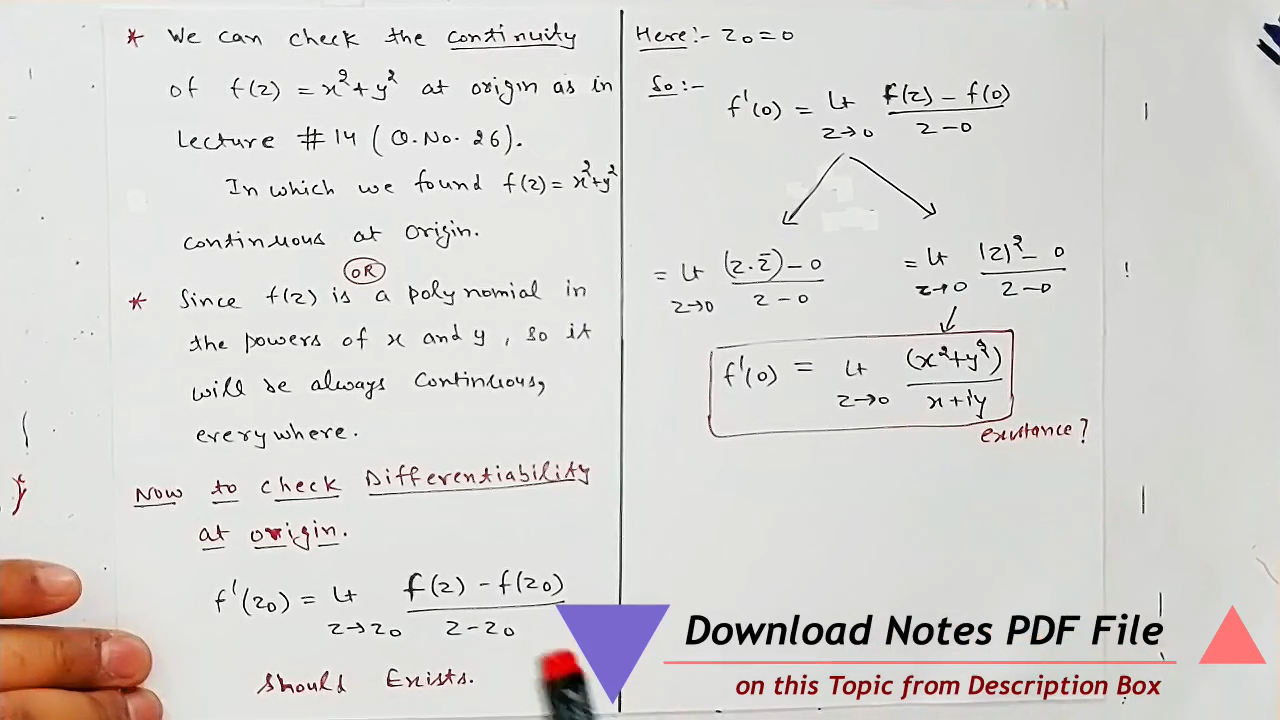 * We can check the continuity
of f(z) = x²+y² at origin as in
Lecture #14 (Q.No. 26).
In which we found f(z) = x²+y²
continuous at origin.
OR
* Since f(z) is a polynomial in
the powers of x and y, so it
will be always continuous,
everywhere.
Now to check Differentiability
at origin.
f'(z₀) = Lt f(z) - f(z₀)
z→z₀ z-z₀
should Exists.
Here:- z₀=0
So:-
f'(0) = Lt f(z) - f(0)
z→0 z-0
= Lt (z·z̄) - 0
z→0 z-0
= Lt |z|² - 0
z→0 z-0
f'(0) = Lt (x²+y²)
z→0 x+iy
existance?
Download Notes PDF File
on this Topic from Description Box